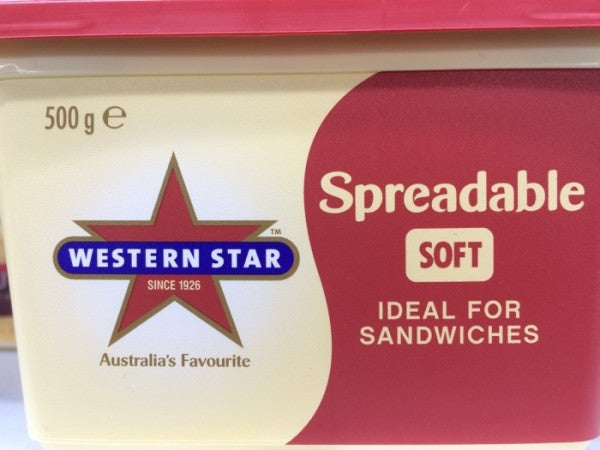 500 g ℮
WESTERN STAR
TM
SINCE 1926
Australia's Favourite
Spreadable
SOFT
IDEAL FOR
SANDWICHES